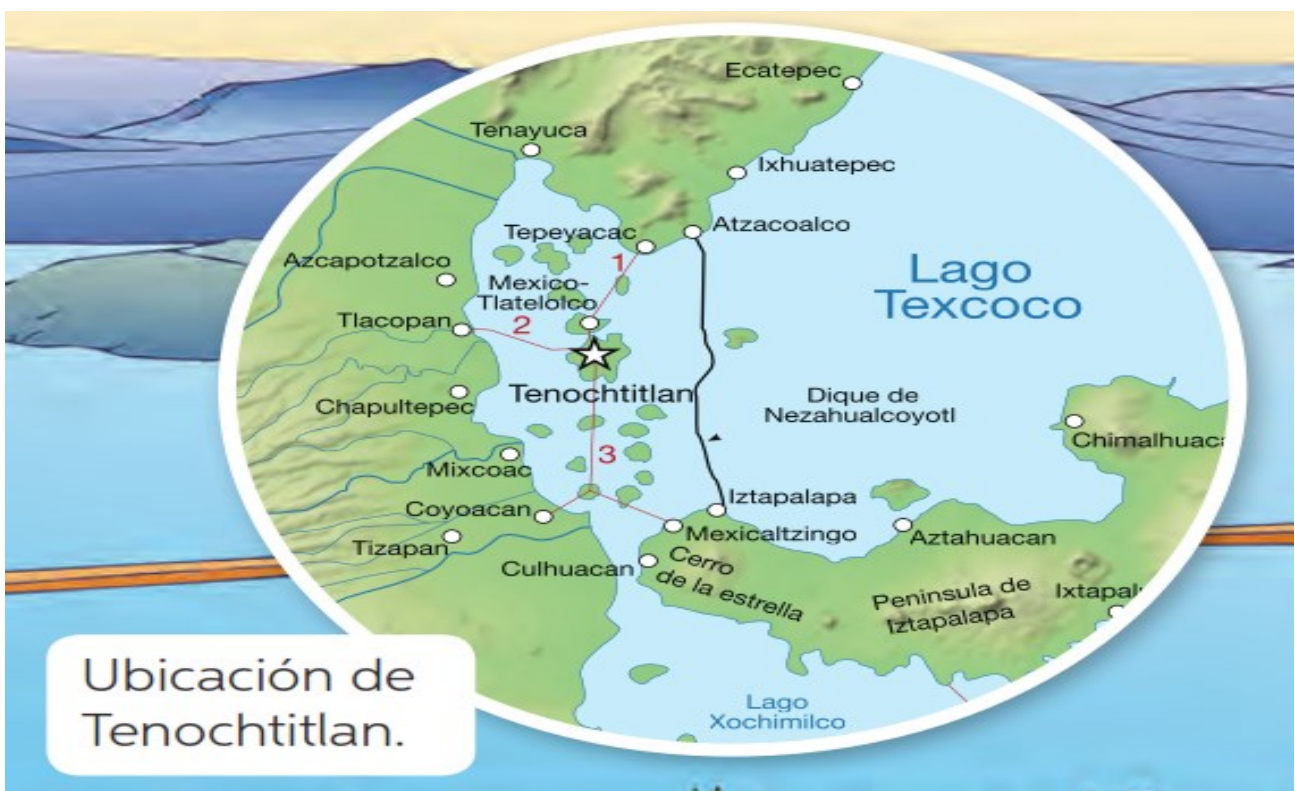 Ecatepec
Tenayuca
Ixhuatepec
Tepeyacac
Atzacoalco
Azcapotzalco
1
Mexico-
Tlatelolco
Lago
Texcoco
Tlacopan
2
Tenochtitlan
Chapultepec
Dique de
Nezahualcoyotl
Chimalhuaca
Mixcoac
3
Coyoacan
Iztapalapa
Mexicaltzingo
Aztahuacan
Tizapan
Culhuacan
Cerro
de la estrella
Peninsula de
Iztapalapa
Ixtapal
Lago
Xochimilco
Ubicación de
Tenochtitlan.